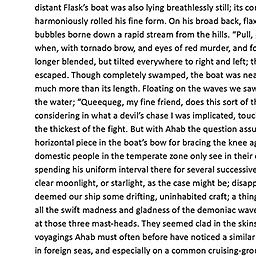 distant Flask's boat was also lying breathlessly still; its co
harmoniously rolled his fine form. On his broad back, flax
bubbles borne down a rapid stream from the hills. "Pull,
when, with tornado brow, and eyes of red murder, and fo
longer blended, but tilted everywhere to right and left; th
escaped. Though completely swamped, the boat was nea
much more than its length. Floating on the waves we saw
the water; "Queequeg, my fine friend, does this sort of th
considering in what a devil's chase I was implicated, touc
the thickest of the fight. But with Ahab the question assu
horizontal piece in the boat's bow for bracing the knee ag
domestic people in the temperate zone only see in their d
spending his uniform interval there for several successive
clear moonlight, or starlight, as the case might be; disapp
deemed our ship some drifting, uninhabited craft; a thing
all the swift madness and gladness of the demoniac wave
at those three mast-heads. They seemed clad in the skins
voyagings Ahab must often before have noticed a similar
in foreign seas, and especially on a common cruising-grou